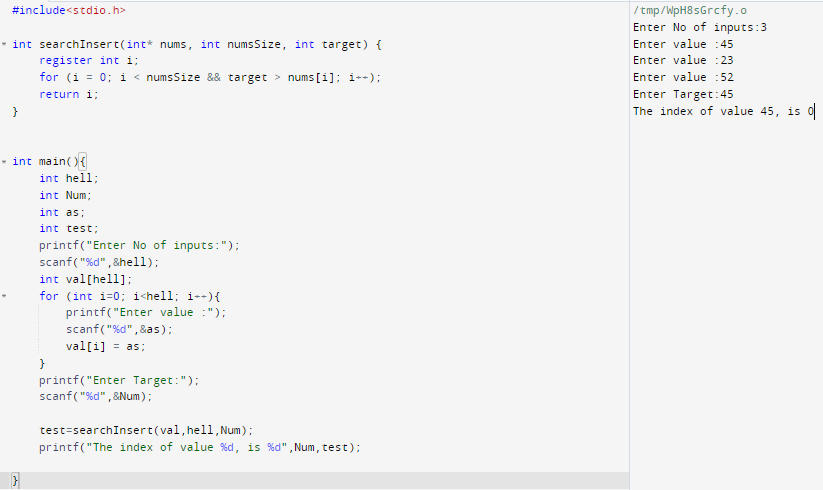 #include<stdio.h>
int searchInsert(int* nums, int numsSize, int target) {
register int i;
for (i = 0; i < numsSize && target > nums[i]; i++);
return i;
}
int main(){
int hell;
int Num;
int as;
int test;
printf("Enter No of inputs:");
scanf("%d",&hell);
int val[hell];
for (int i=0; i<hell; i++){
printf("Enter value :");
scanf("%d",&as);
val[i] = as;
}
printf("Enter Target:");
scanf("%d",&Num);
test=searchInsert(val,hell,Num);
printf("The index of value %d, is %d",Num,test);
}
/tmp/WpH8sGrcfy.o
Enter No of inputs:3
Enter value :45
Enter value :23
Enter value :52
Enter Target:45
The index of value 45, is 0